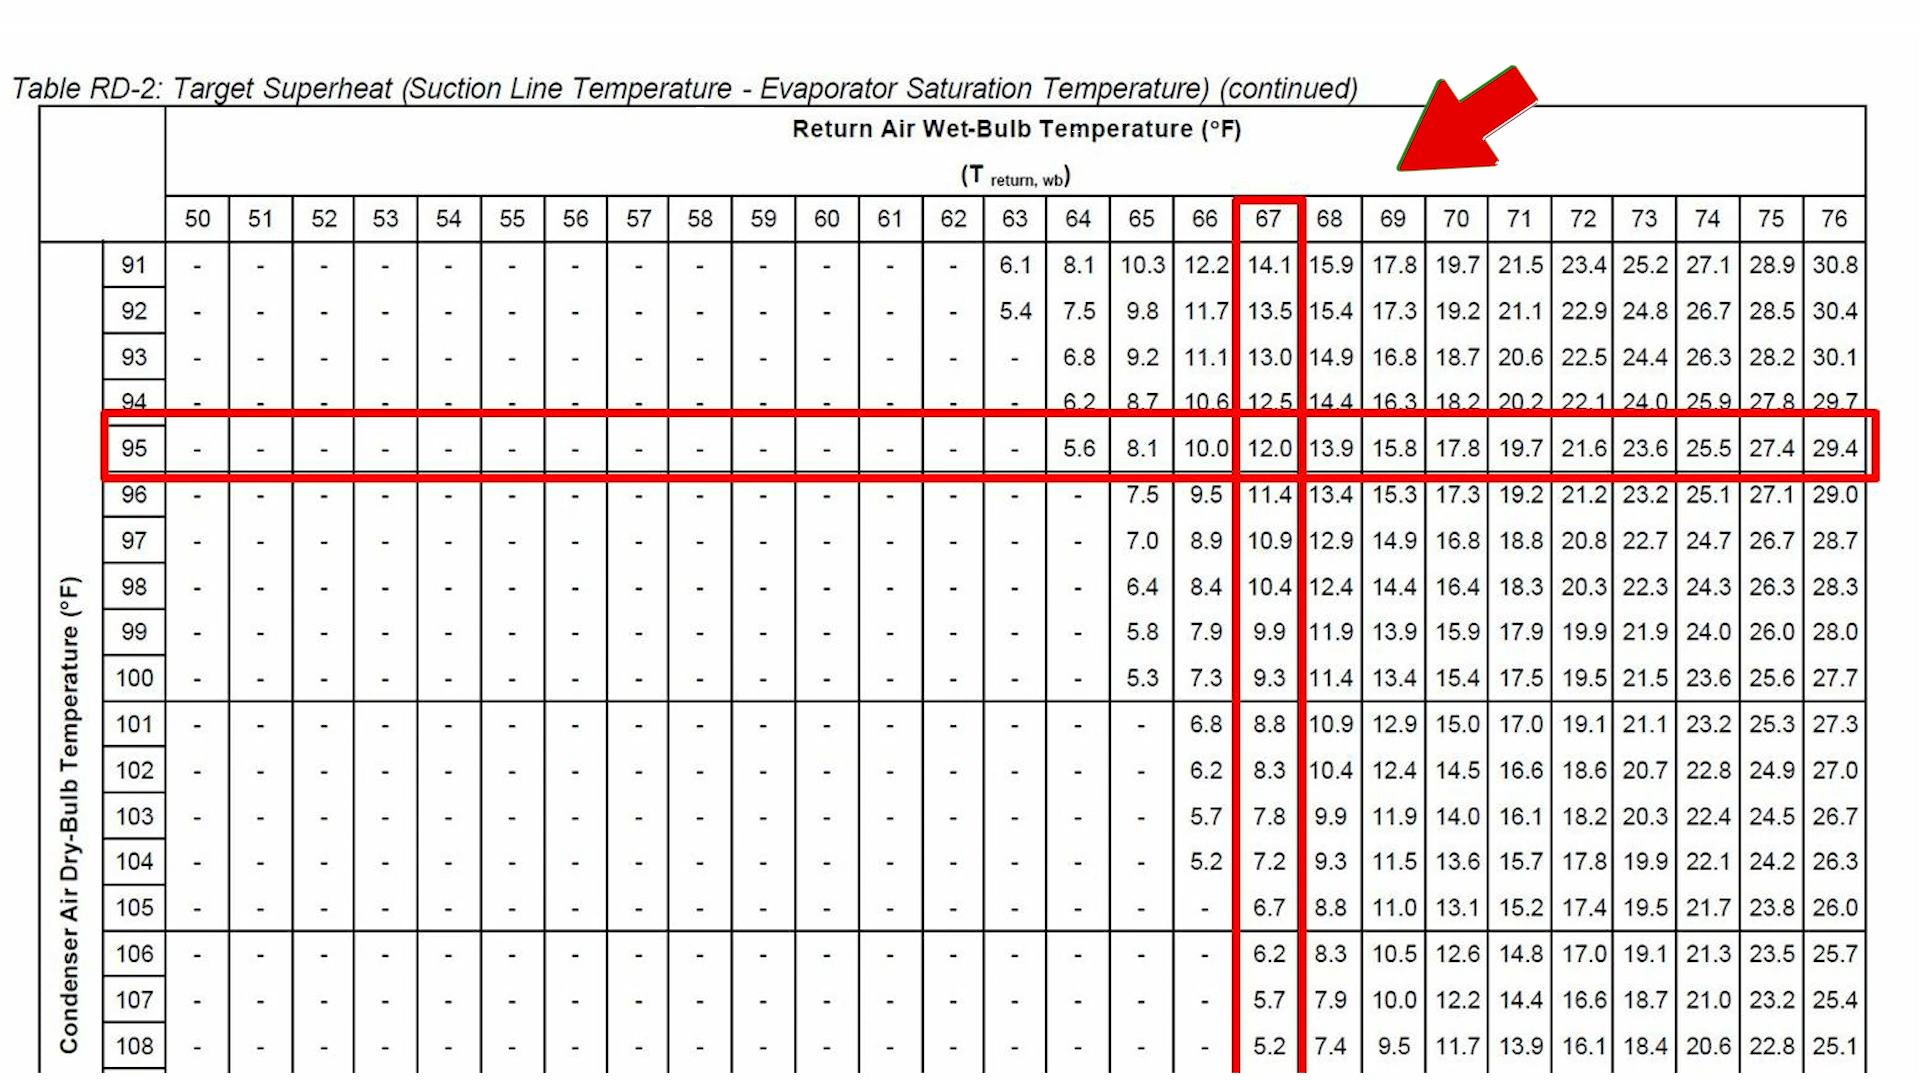 Table RD-2: Target Superheat (Suction Line Temperature - Evaporator Saturation Temperature) (continued)
Return Air Wet-Bulb Temperature (°F)
(T return, wb)
50 51 52 53 54 55 56 57 58 59 60 61 62 63 64 65 66 67 68 69 70 71 72 73 74 75 76
Condenser Air Dry-Bulb Temperature (°F)
91 - - - - - - - - - - - - - 6.1 8.1 10.3 12.2 14.1 15.9 17.8 19.7 21.5 23.4 25.2 27.1 28.9 30.8
92 - - - - - - - - - - - - - 5.4 7.5 9.8 11.7 13.5 15.4 17.3 19.2 21.1 22.9 24.8 26.7 28.5 30.4
93 - - - - - - - - - - - - - - 6.8 9.2 11.1 13.0 14.9 16.8 18.7 20.6 22.5 24.4 26.3 28.2 30.1
94 - - - - - - - - - - - - - - 6.2 8.7 10.6 12.5 14.4 16.3 18.2 20.2 22.1 24.0 25.9 27.8 29.7
95 - - - - - - - - - - - - - - 5.6 8.1 10.0 12.0 13.9 15.8 17.8 19.7 21.6 23.6 25.5 27.4 29.4
96 - - - - - - - - - - - - - - - 7.5 9.5 11.4 13.4 15.3 17.3 19.2 21.2 23.2 25.1 27.1 29.0
97 - - - - - - - - - - - - - - - 7.0 8.9 10.9 12.9 14.9 16.8 18.8 20.8 22.7 24.7 26.7 28.7
98 - - - - - - - - - - - - - - - 6.4 8.4 10.4 12.4 14.4 16.4 18.3 20.3 22.3 24.3 26.3 28.3
99 - - - - - - - - - - - - - - - 5.8 7.9 9.9 11.9 13.9 15.9 17.9 19.9 21.9 24.0 26.0 28.0
100 - - - - - - - - - - - - - - - 5.3 7.3 9.3 11.4 13.4 15.4 17.5 19.5 21.5 23.6 25.6 27.7
101 - - - - - - - - - - - - - - - - 6.8 8.8 10.9 12.9 15.0 17.0 19.1 21.1 23.2 25.3 27.3
102 - - - - - - - - - - - - - - - - 6.2 8.3 10.4 12.4 14.5 16.6 18.6 20.7 22.8 24.9 27.0
103 - - - - - - - - - - - - - - - - 5.7 7.8 9.9 11.9 14.0 16.1 18.2 20.3 22.4 24.5 26.7
104 - - - - - - - - - - - - - - - - 5.2 7.2 9.3 11.5 13.6 15.7 17.8 19.9 22.1 24.2 26.3
105 - - - - - - - - - - - - - - - - - 6.7 8.8 11.0 13.1 15.2 17.4 19.5 21.7 23.8 26.0
106 - - - - - - - - - - - - - - - - - 6.2 8.3 10.5 12.6 14.8 17.0 19.1 21.3 23.5 25.7
107 - - - - - - - - - - - - - - - - - 5.7 7.9 10.0 12.2 14.4 16.6 18.7 21.0 23.2 25.4
108 - - - - - - - - - - - - - - - - - 5.2 7.4 9.5 11.7 13.9 16.1 18.4 20.6 22.8 25.1